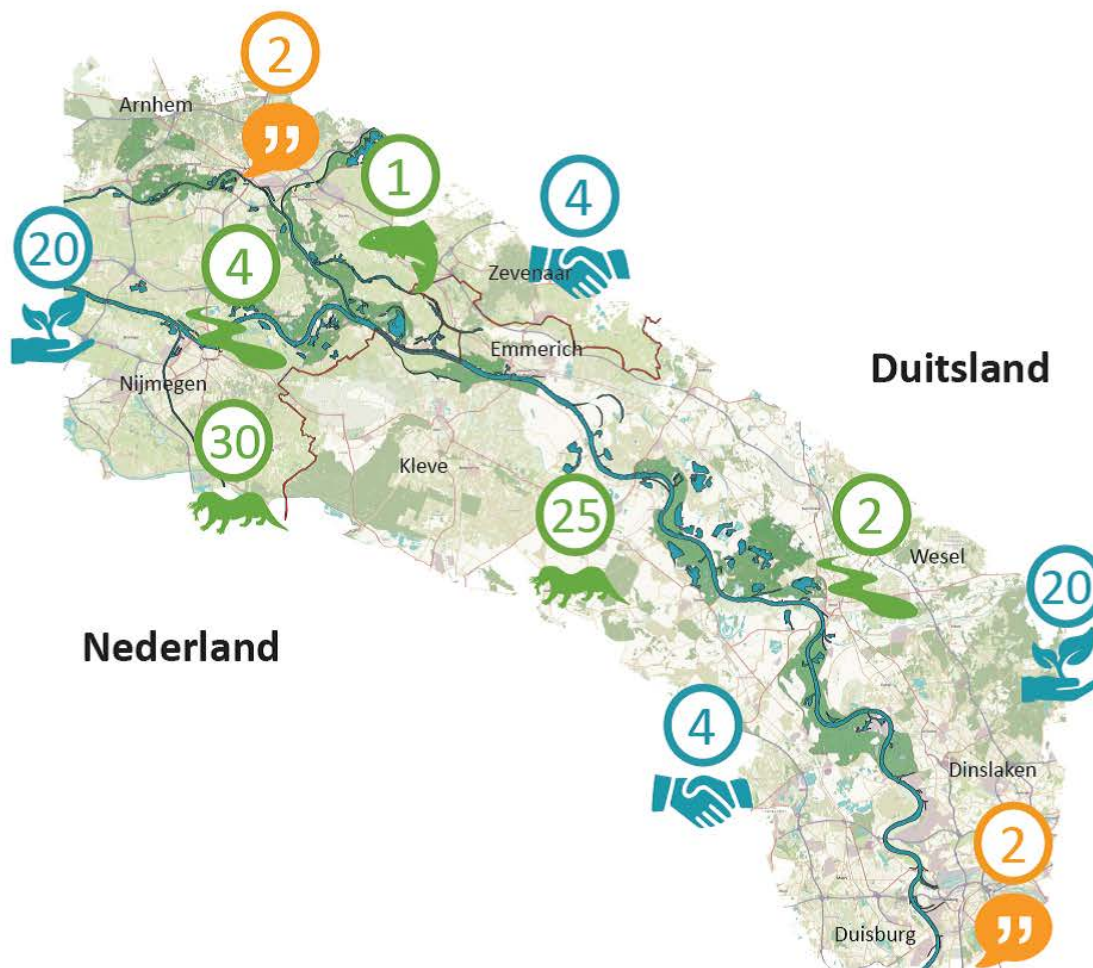 2
Arnhem
1
4
20
4
Zevenaar
Emmerich
Duitsland
Nijmegen
30
Kleve
25
2
Wesel
20
Nederland
4
Dinslaken
2
Duisburg